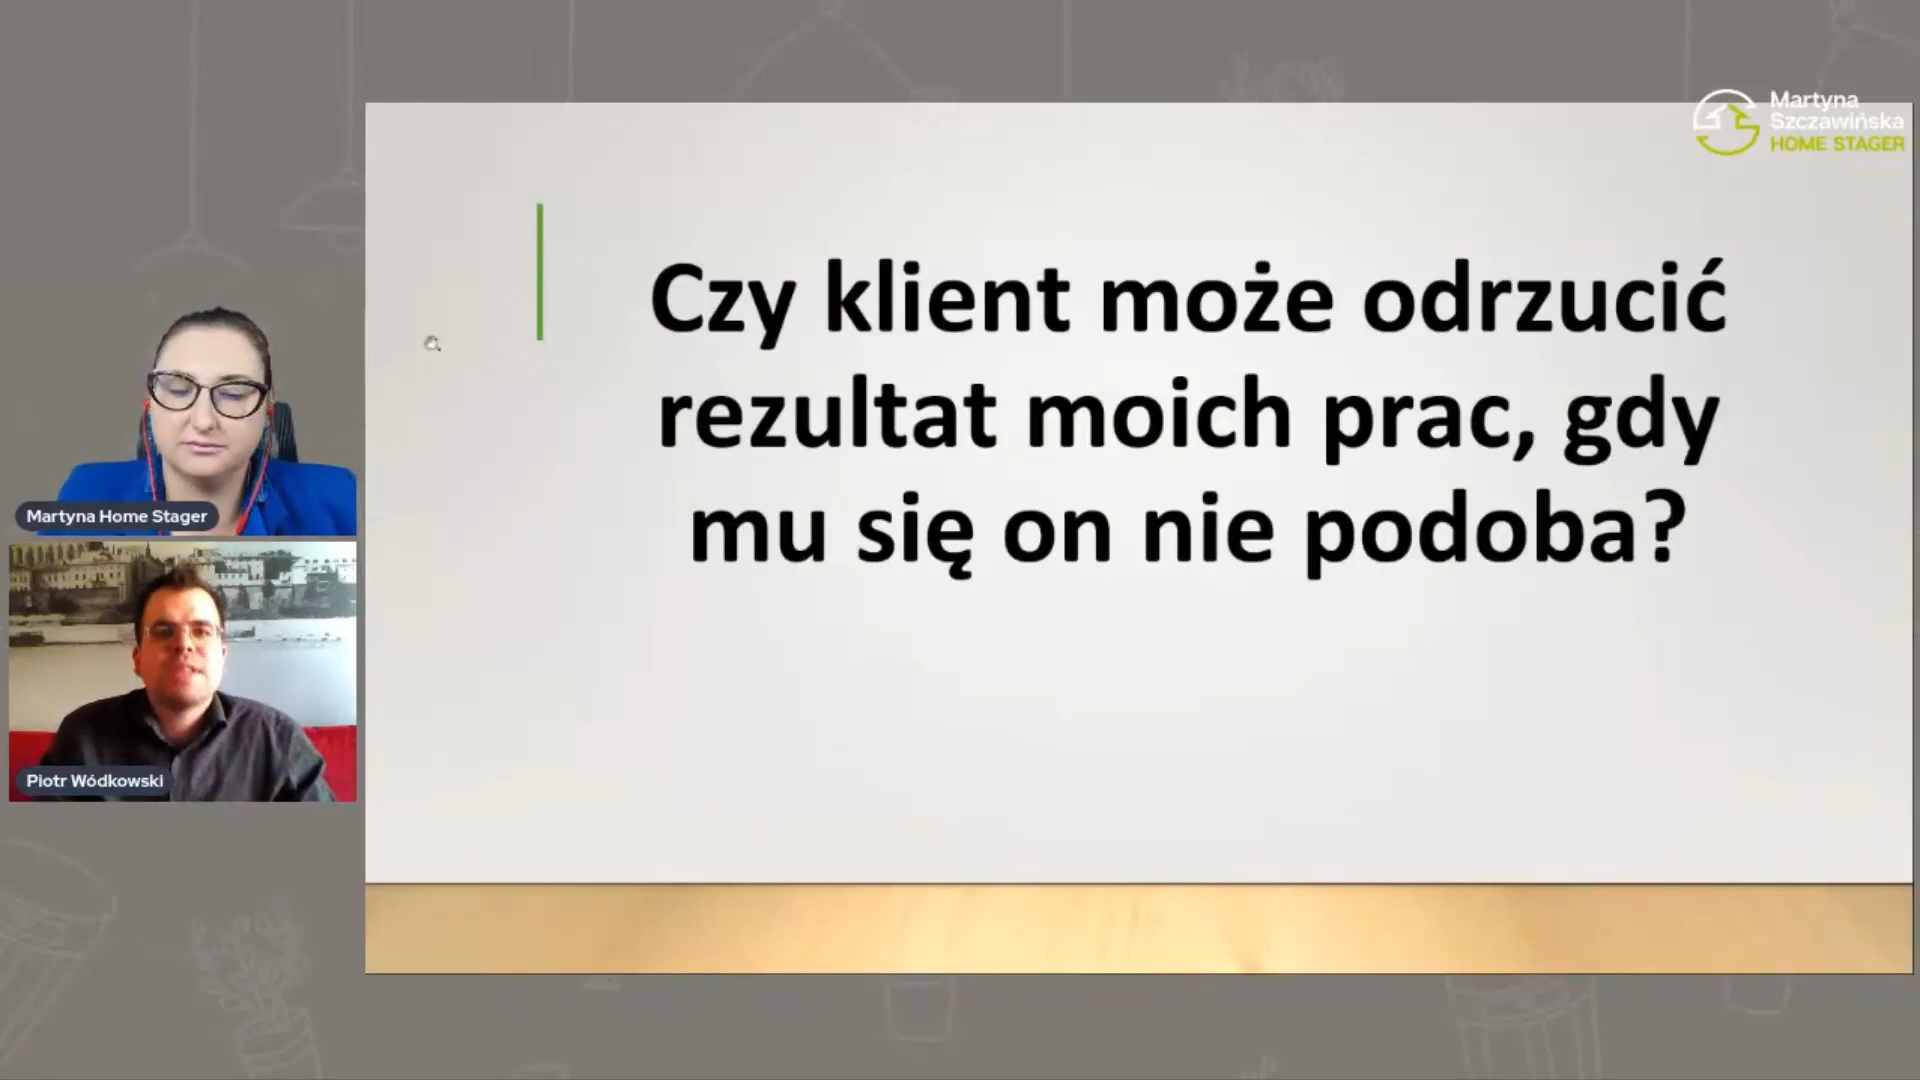 Martyna
Szczawińska
HOME STAGER
Czy klient może odrzucić
rezultat moich prac, gdy
mu się on nie podoba?
Martyna Home Stager
Piotr Wódkowski